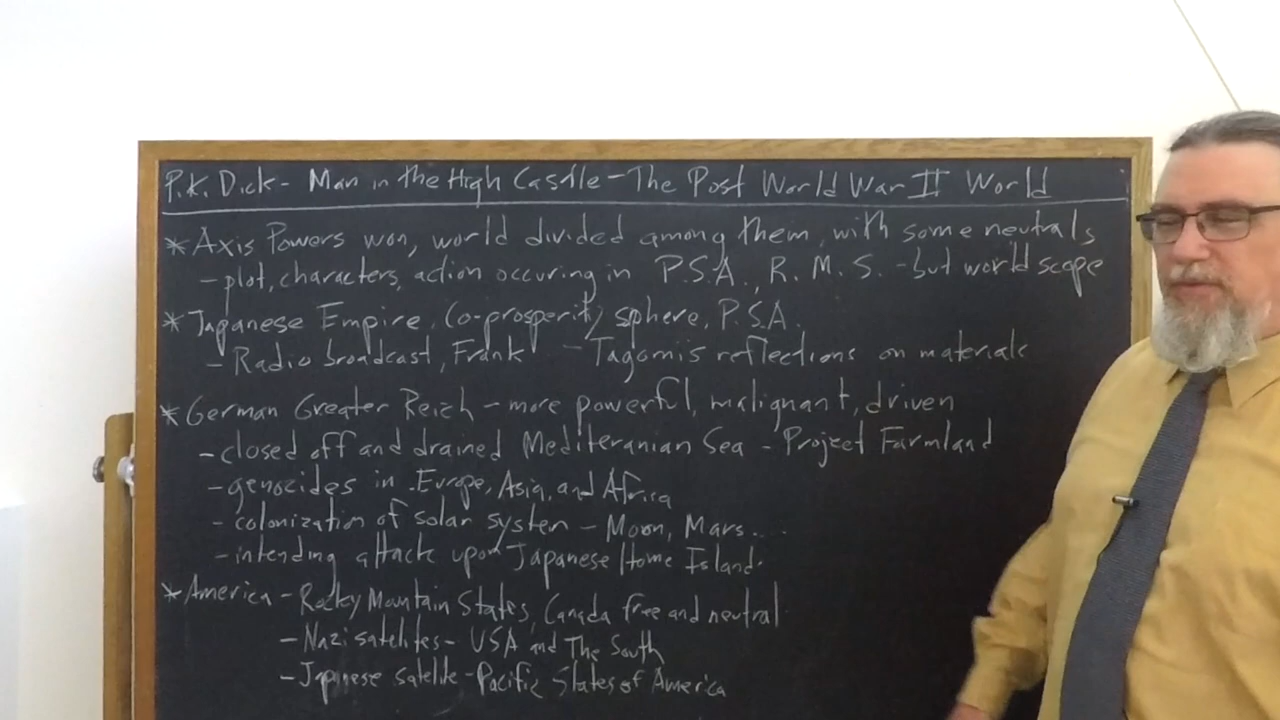 P.K. Dick - Man in the High Castle - The Post World War II World
* Axis Powers won, world divided among them, with some neutrals
- plot, characters, action occuring in P.S.A., R.M.S. - but world scope
* Japanese Empire, Co-prosperity sphere, P.S.A.
- Radio broadcast, Frank - Tagomi's reflections on materials
* German Greater Reich - more powerful, malignant, driven
- closed off and drained Mediteranian Sea - Project Farmland
- genocides in Europe, Asia, and Africa
- colonization of solar system - Moon, Mars....
- intending attack upon Japanese Home Island.
* America - Rocky Mountain States, Canada free and neutral
- Nazi satelites - USA and The South
- Japanese satelite - Pacific States of America